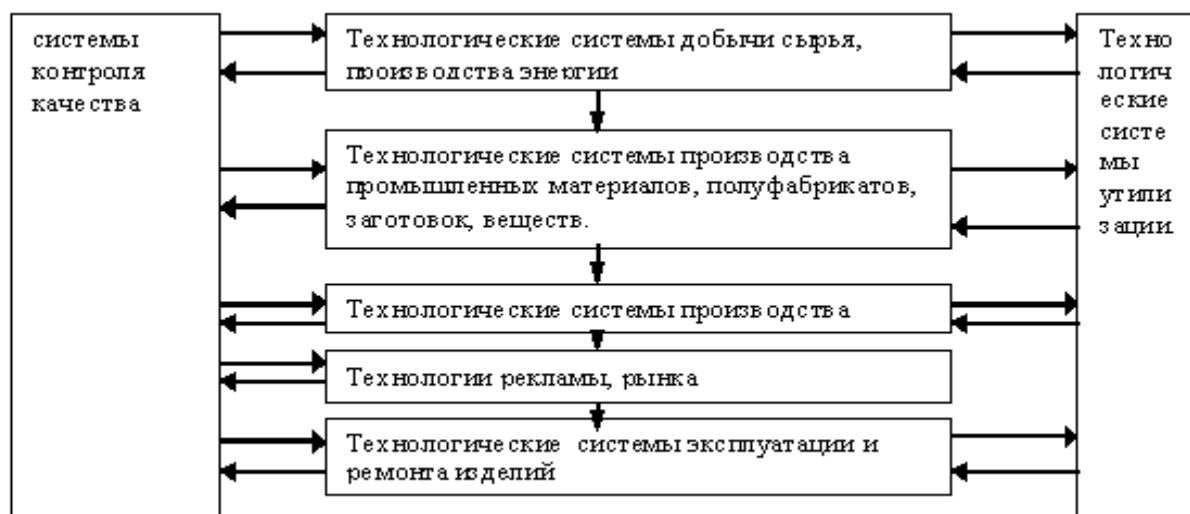 системы
контроля
качества
Технологические системы добычи сырья,
производства энергии
Технологические системы производства
промышленных материалов, полуфабрикатов,
заготовок, веществ.
Технологические системы производства
Технологии рекламы, рынка
Технологические системы эксплуатации и
ремонта изделий
Техно
логич
еские
систе
мы
утили
зации.